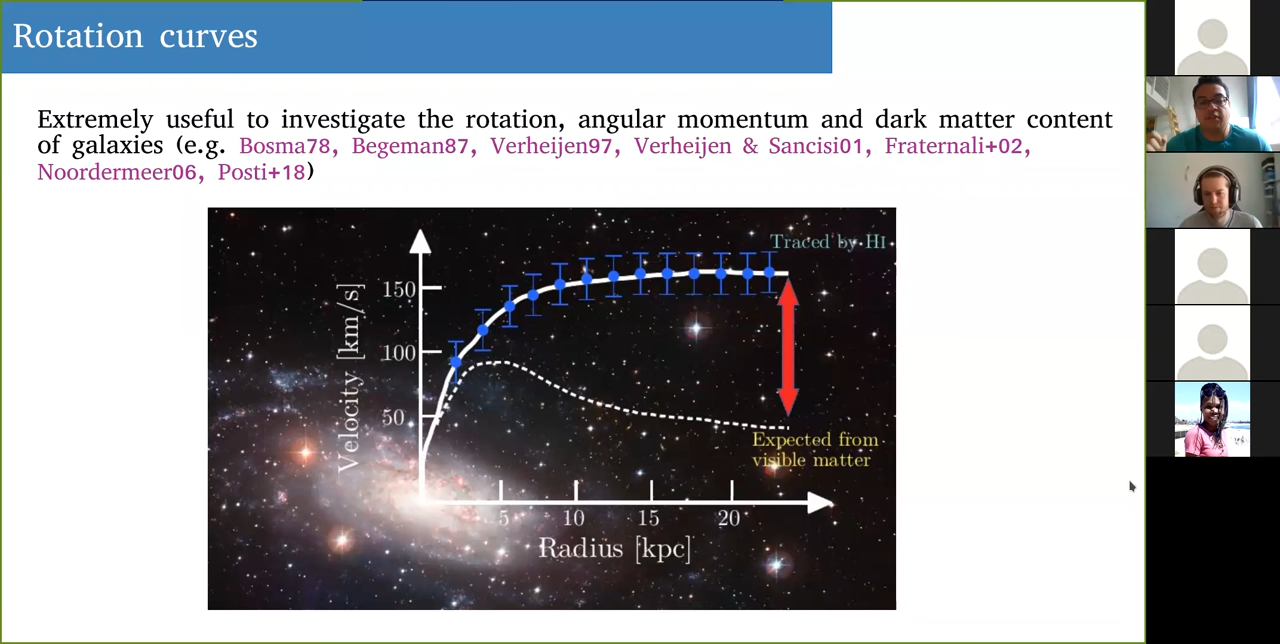 Rotation curves
Extremely useful to investigate the rotation, angular momentum and dark matter content
of galaxies (e.g. Bosma78, Begeman87, Verheijen97, Verheijen & Sancisi01, Fraternali+02,
Noordermeer06, Posti+18)
Traced by HI
150
100
50
Velocity [km/s]
Expected from
visible matter
5 10 15 20
Radius [kpc]